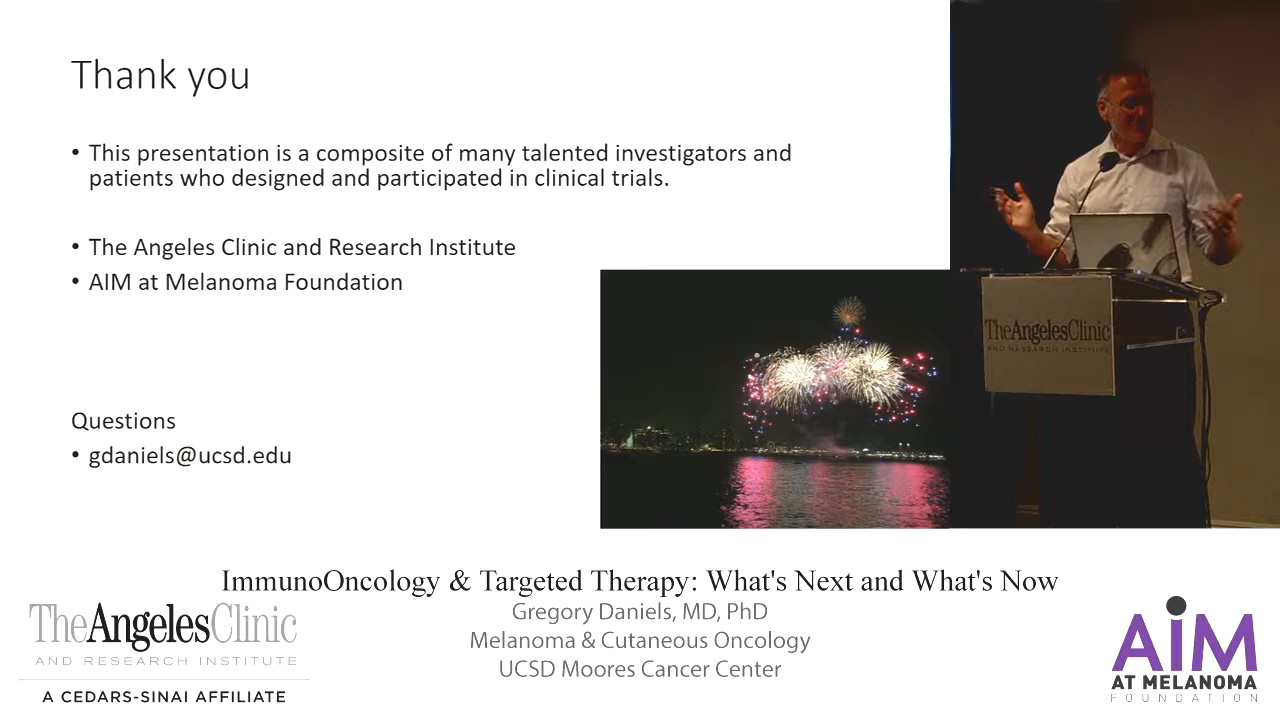 Thank you
• This presentation is a composite of many talented investigators and
patients who designed and participated in clinical trials.
• The Angeles Clinic and Research Institute
• AIM at Melanoma Foundation
Questions
• gdaniels@ucsd.edu
TheAngelesClinic
AND RESEARCH INSTITUTE
ImmunoOncology & Targeted Therapy: What's Next and What's Now
Gregory Daniels, MD, PhD
Melanoma & Cutaneous Oncology
UCSD Moores Cancer Center
TheAngelesClinic
AND RESEARCH INSTITUTE
A CEDARS-SINAI AFFILIATE
AiM
AT MELANOMA
FOUNDATION